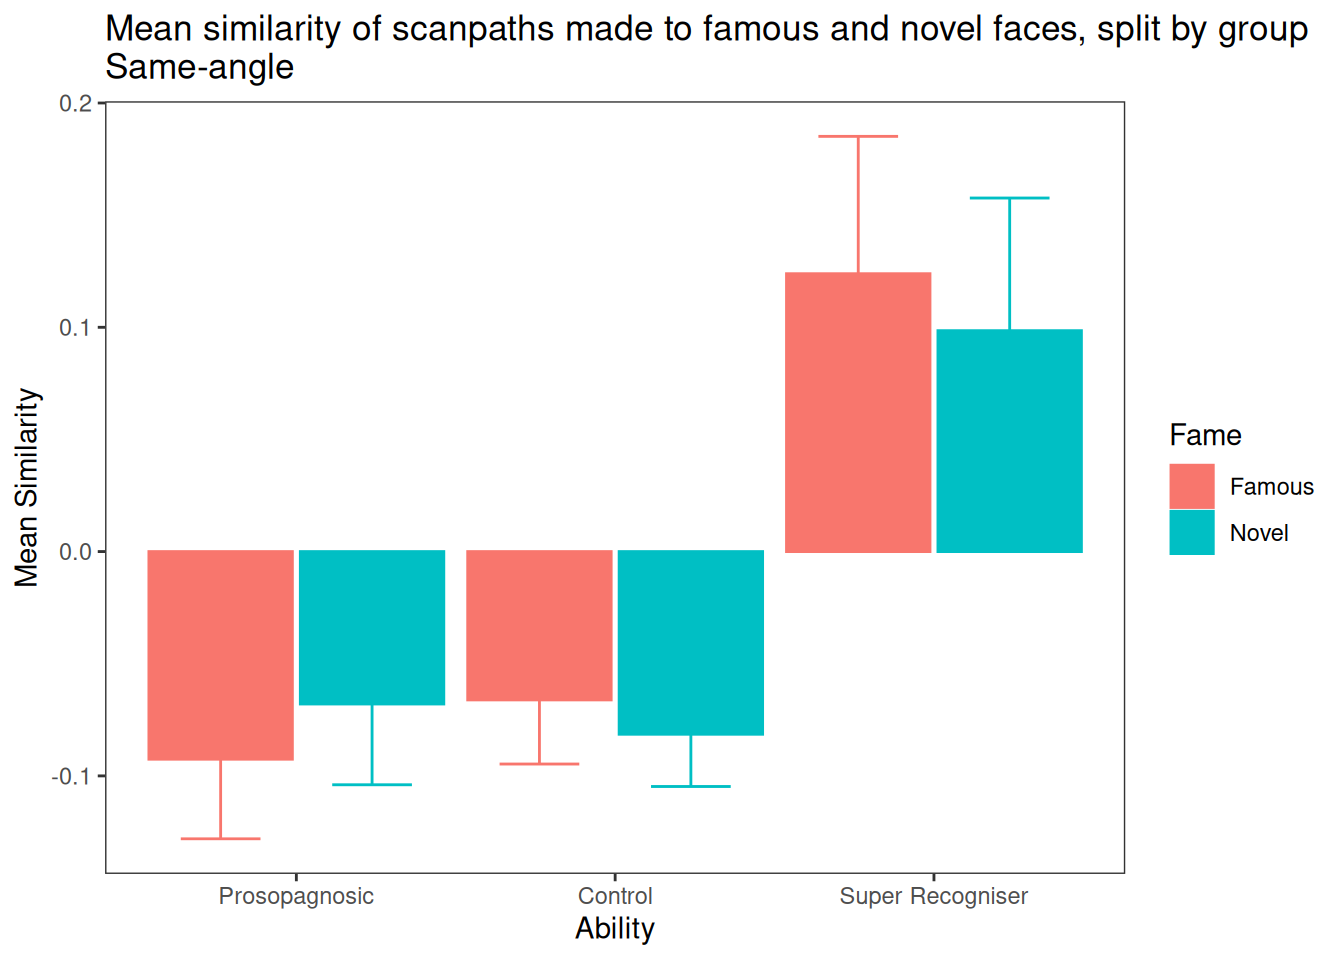 Mean similarity of scanpaths made to famous and novel faces, split by group
Same-angle
0.2
0.1
0.0
-0.1
Mean Similarity
Prosopagnosic
Control
Super Recogniser
Ability
Fame
Famous
Novel